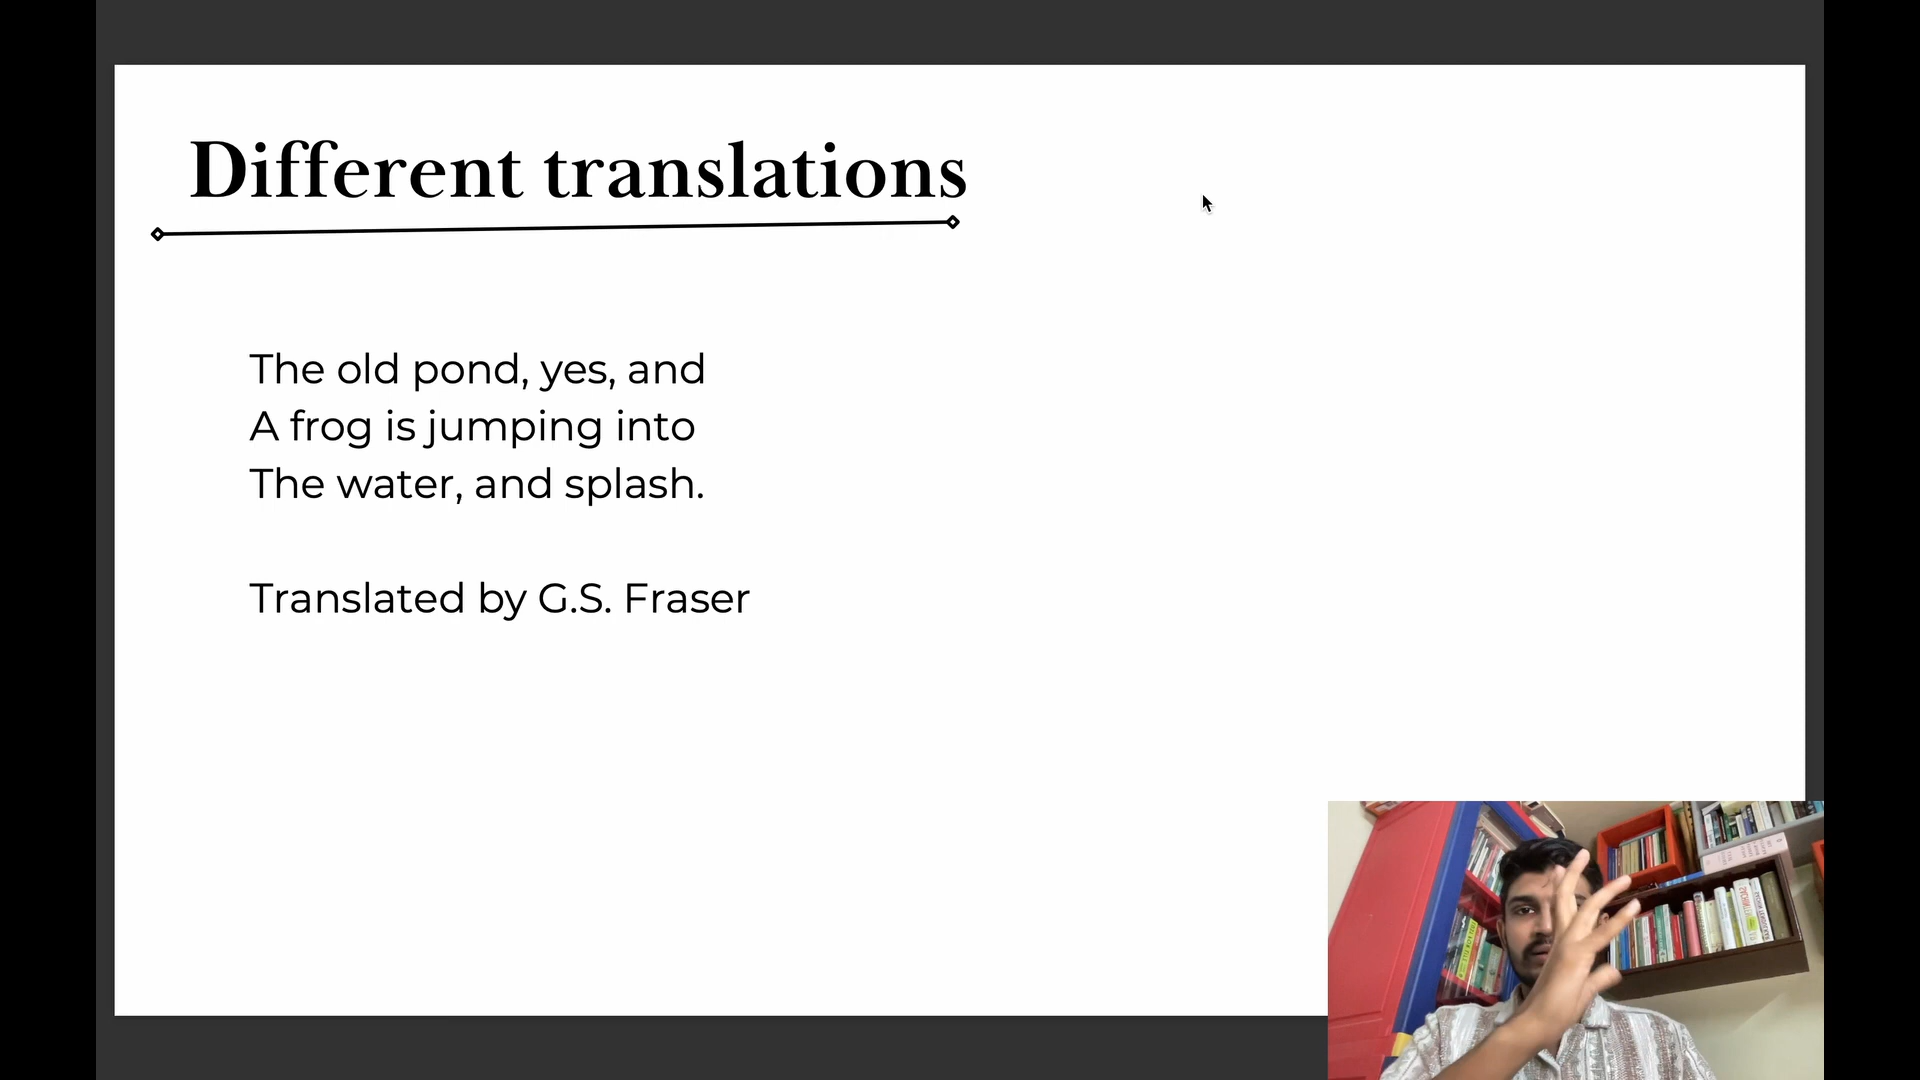 Different translations
The old pond, yes, and
A frog is jumping into
The water, and splash.
Translated by G.S. Fraser